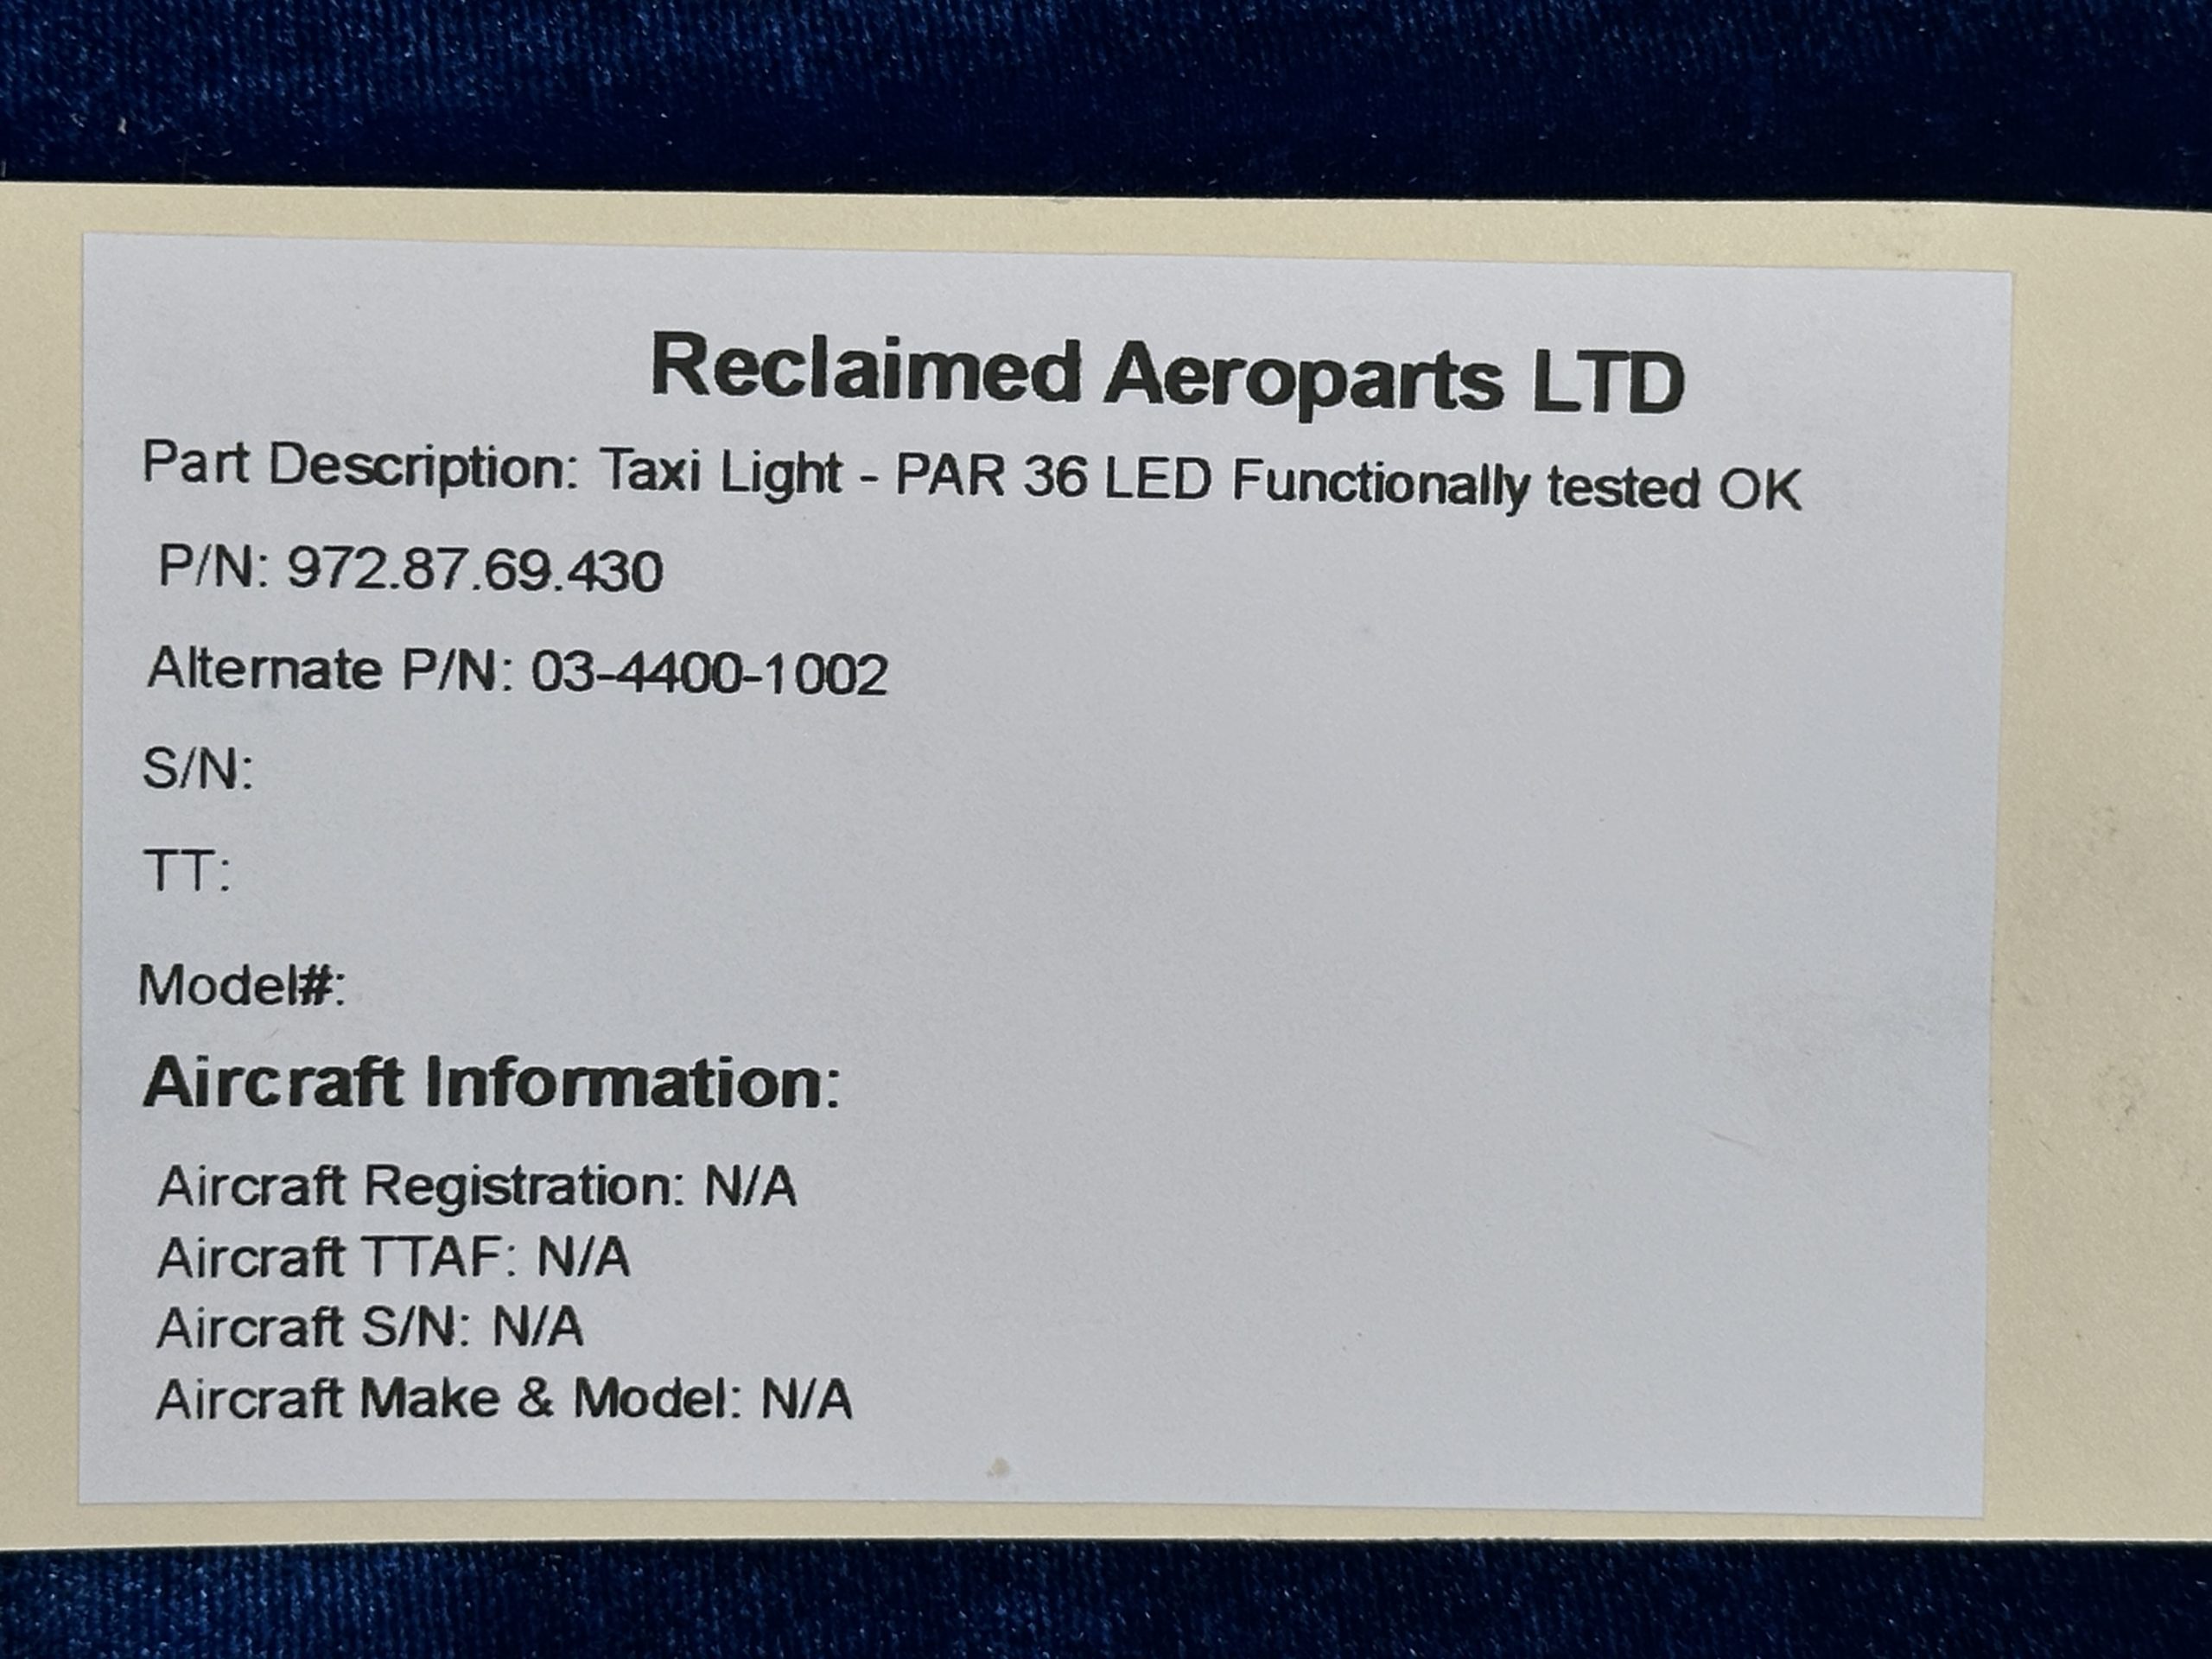 Reclaimed Aeroparts LTD
Part Description: Taxi Light - PAR 36 LED Functionally tested OK
P/N: 972.87.69.430
Alternate P/N: 03-4400-1002
S/N:
TT:
Model#:
Aircraft Information:
Aircraft Registration: N/A
Aircraft TTAF: N/A
Aircraft S/N: N/A
Aircraft Make & Model: N/A